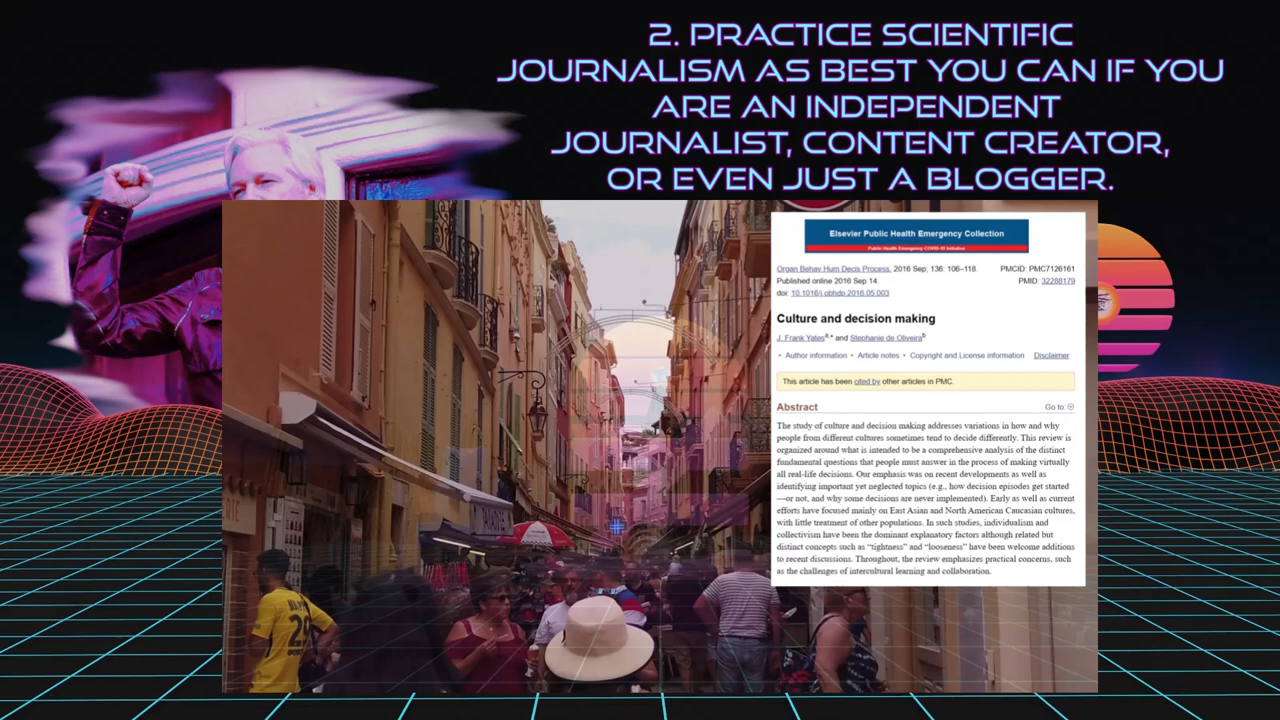 2. PRACTICE SCIENTIFIC
JOURNALISM AS BEST YOU CAN IF YOU
ARE AN INDEPENDENT
JOURNALIST, CONTENT CREATOR,
OR EVEN JUST A BLOGGER.
Elsevier Public Health Emergency Collection
Public Health Emergency COVID-19 Initiative
Organ Behav Hum Decis Process. 2016 Sep; 136: 106–118.
PMCID: PMC7126161
Published online 2016 Sep 14.
PMID: 32288179
doi: 10.1016/j.obhdp.2016.05.003
Culture and decision making
J. Frank Yatesa,* and Stephanie de Oliveirab
• Author information • Article notes • Copyright and License information Disclaimer
This article has been cited by other articles in PMC.
Abstract
Go to:
The study of culture and decision making addresses variations in how and why
people from different cultures sometimes tend to decide differently. This review is
organized around what is intended to be a comprehensive analysis of the distinct
fundamental questions that people must answer in the process of making virtually
all real-life decisions. Our emphasis was on recent developments as well as
identifying important yet neglected topics (e.g., how decision episodes get started
—or not, and why some decisions are never implemented). Early as well as current
efforts have focused mainly on East Asian and North American Caucasian cultures,
with little treatment of other populations. In such studies, individualism and
collectivism have been the dominant explanatory factors although related but
distinct concepts such as “tightness” and “looseness” have been welcome additions
to recent discussions. Throughout, the review emphasizes practical concerns, such
as the challenges of intercultural learning and collaboration.
29